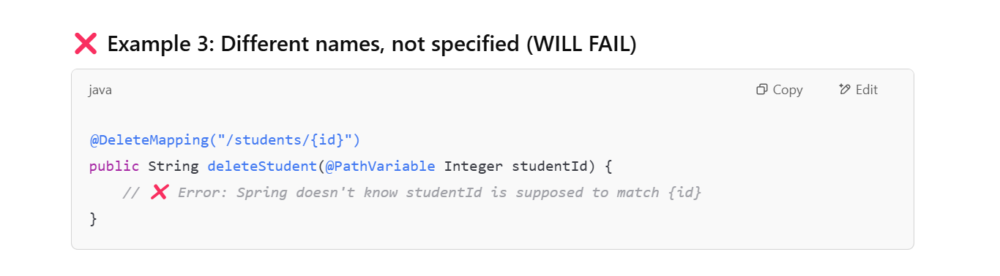 ❌ Example 3: Different names, not specified (WILL FAIL)
java
Copy
Edit
@DeleteMapping("/students/{id}")
public String deleteStudent(@PathVariable Integer studentId) {
    // ❌ Error: Spring doesn't know studentId is supposed to match {id}
}